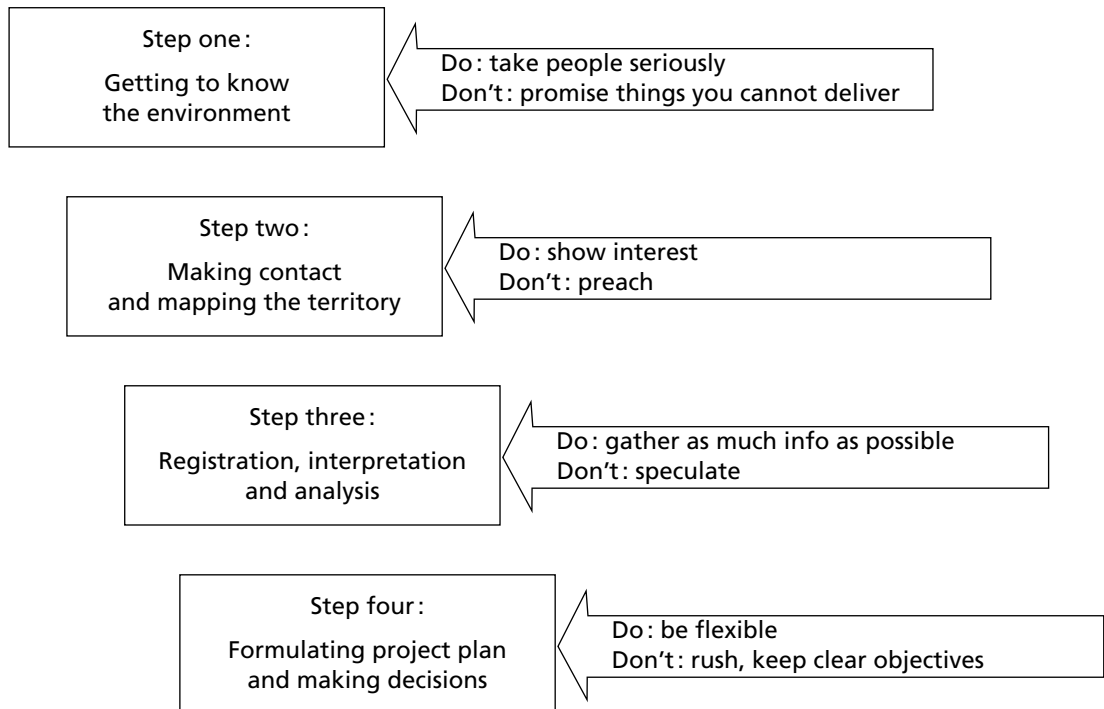 Step one :
Getting to know
the environment
Do : take people seriously
Don’t : promise things you cannot deliver
Step two :
Making contact
and mapping the territory
Do : show interest
Don’t : preach
Step three :
Registration, interpretation
and analysis
Do : gather as much info as possible
Don’t : speculate
Step four :
Formulating project plan
and making decisions
Do : be flexible
Don’t : rush, keep clear objectives